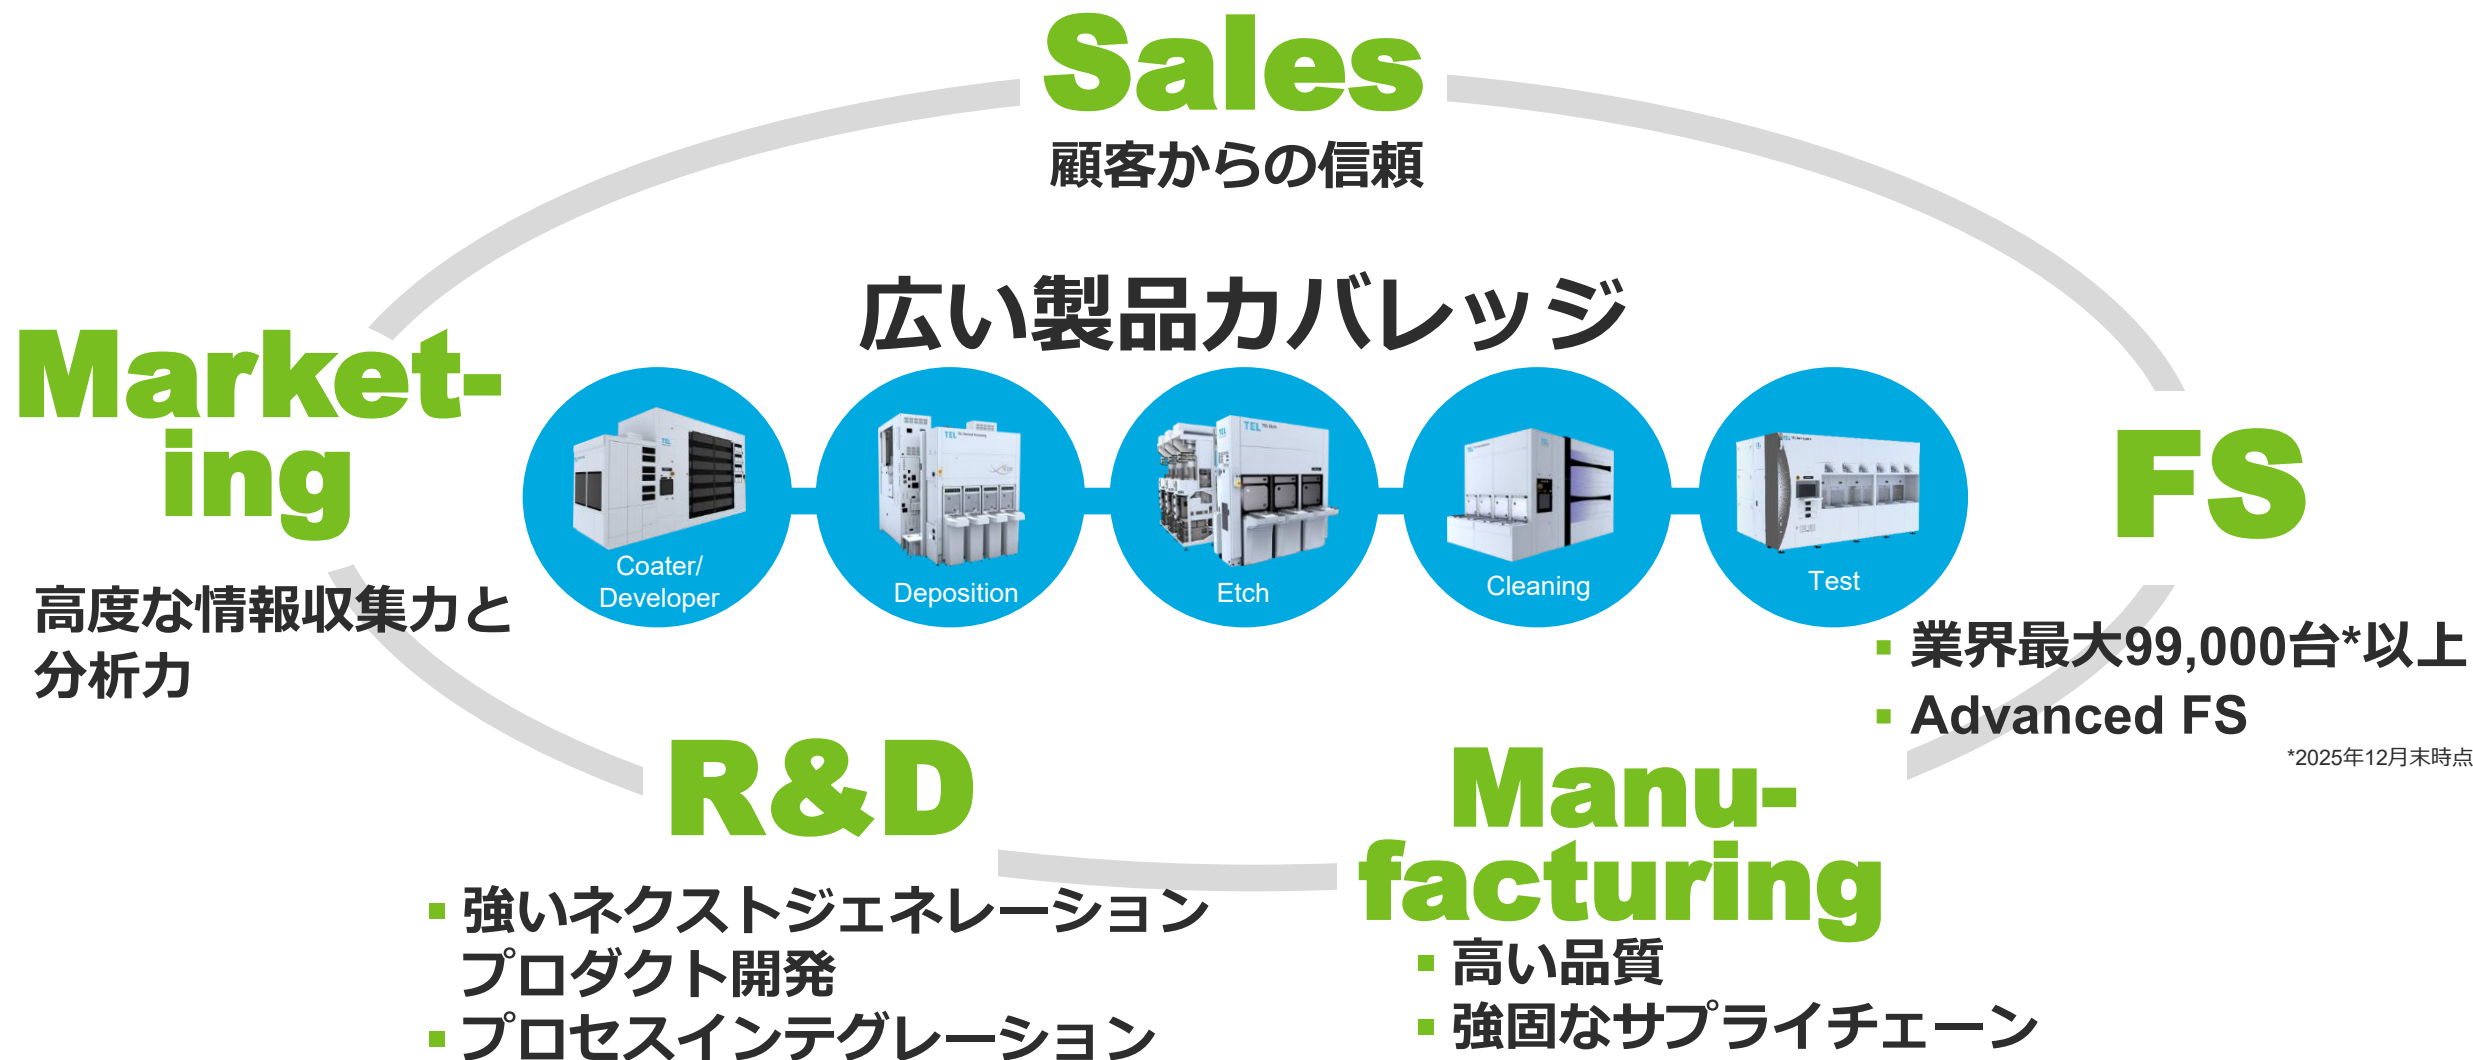 Sales
顧客からの信頼
広い製品カバレッジ
Market-
ing
高度な情報収集力と
分析力
TEL
Coater/
Developer
TEL
Deposition
TEL
Etch
TEL
Cleaning
TEL
Test
FS
▪ 業界最大99,000台*以上
▪ Advanced FS
*2025年12月末時点
R&D
▪ 強いネクストジェネレーション
プロダクト開発
▪ プロセスインテグレーション
Manu-
facturing
▪ 高い品質
▪ 強固なサプライチェーン